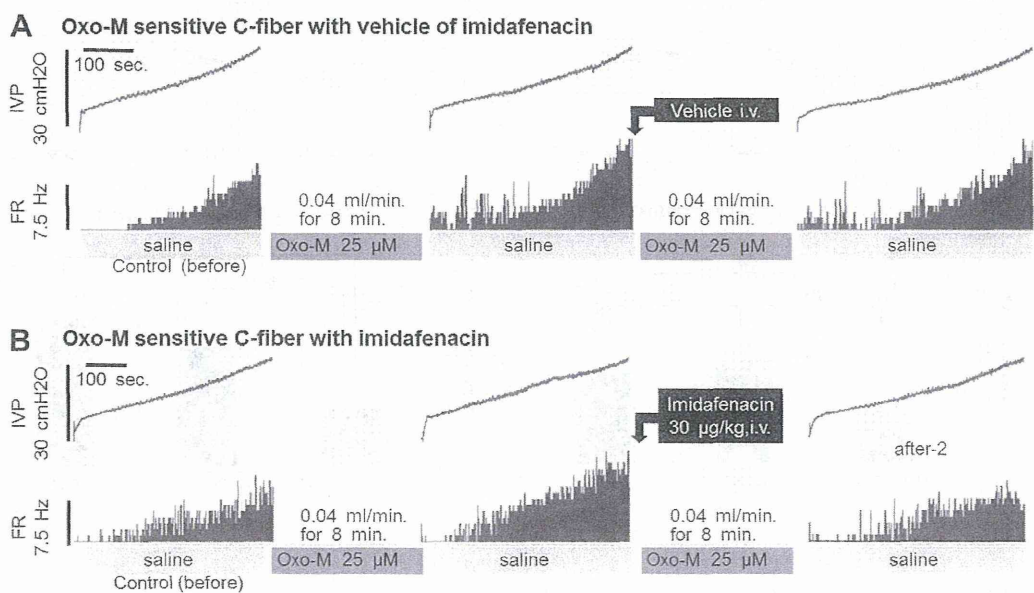 A Oxo-M sensitive C-fiber with vehicle of imidafenacin
IVP
30 cmH2O
100 sec.
Vehicle i.v.
FR
7.5 Hz
0.04 ml/min.
for 8 min.
0.04 ml/min.
for 8 min.
saline
Oxo-M 25 μM
saline
Oxo-M 25 μM
saline
Control (before)
B Oxo-M sensitive C-fiber with imidafenacin
IVP
30 cmH2O
100 sec.
Imidafenacin
30 μg/kg,i.v.
after-2
FR
7.5 Hz
0.04 ml/min.
for 8 min.
0.04 ml/min.
for 8 min.
saline
Oxo-M 25 μM
saline
Oxo-M 25 μM
saline
Control (before)